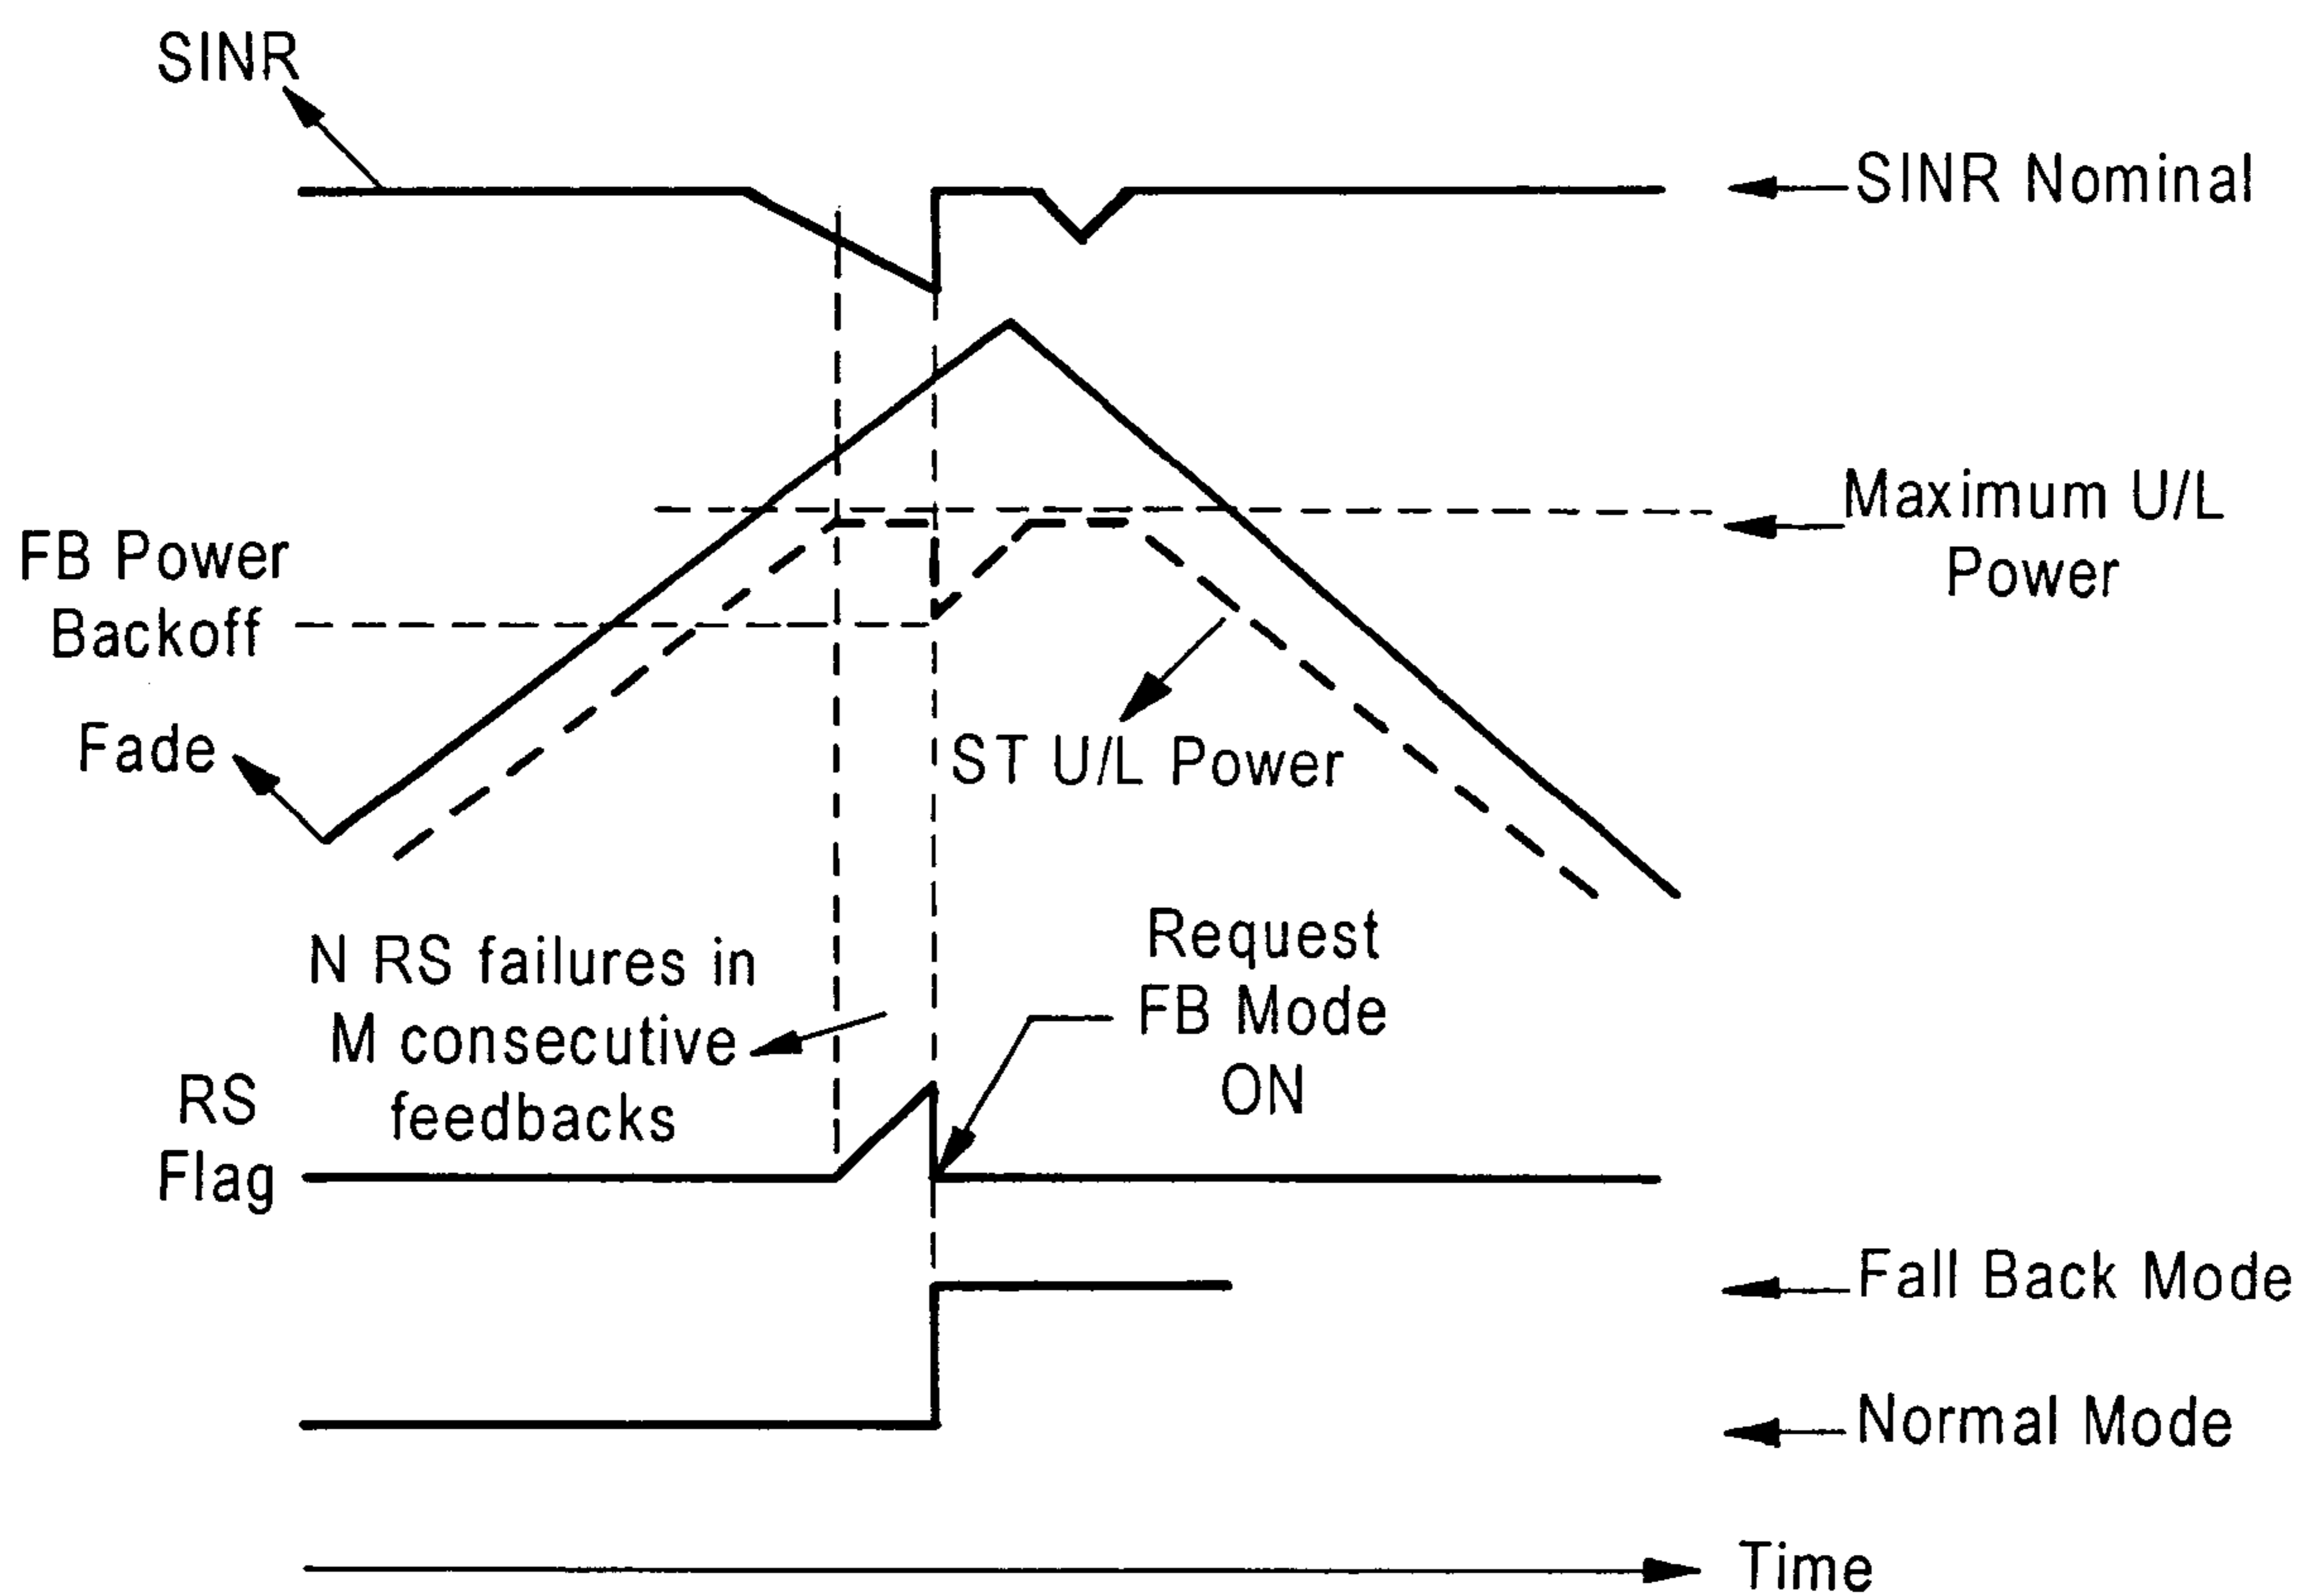 SINR
SINR Nominal
Maximum U/L
Power
FB Power
Backoff
Fade
ST U/L Power
Request
FB Mode
ON
N RS failures in
M consecutive
feedbacks
RS
Flag
Fall Back Mode
Normal Mode
Time